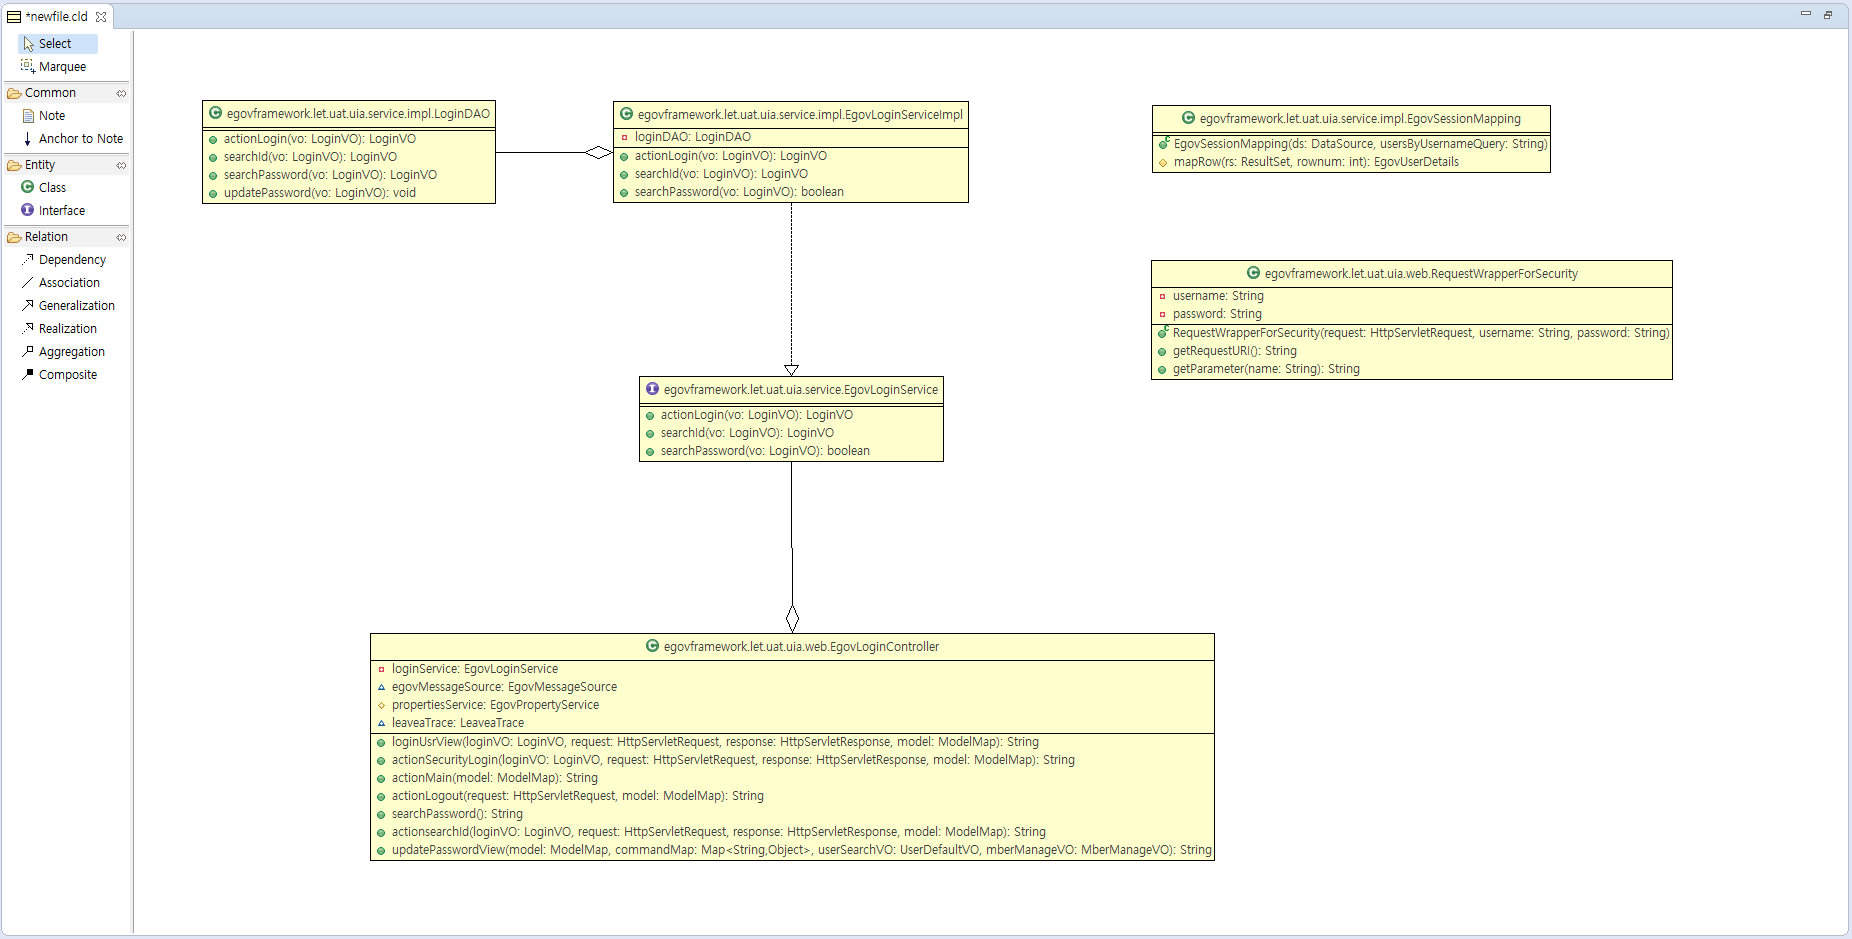 *newfile.cld
Select
Marquee
Common
Note
Anchor to Note
Entity
Class
Interface
Relation
Dependency
Association
Generalization
Realization
Aggregation
Composite
egovframework.let.uat.uia.service.impl.LoginDAO
actionLogin(vo: LoginVO): LoginVO
searchId(vo: LoginVO): LoginVO
searchPassword(vo: LoginVO): LoginVO
updatePassword(vo: LoginVO): void
egovframework.let.uat.uia.service.impl.EgovLoginServiceImpl
loginDAO: LoginDAO
actionLogin(vo: LoginVO): LoginVO
searchId(vo: LoginVO): LoginVO
searchPassword(vo: LoginVO): boolean
egovframework.let.uat.uia.service.impl.EgovSessionMapping
EgovSessionMapping(ds: DataSource, usersByUsernameQuery: String)
mapRow(rs: ResultSet, rownum: int): EgovUserDetails
egovframework.let.uat.uia.web.RequestWrapperForSecurity
username: String
password: String
RequestWrapperForSecurity(request: HttpServletRequest, username: String, password: String)
getRequestURI(): String
getParameter(name: String): String
egovframework.let.uat.uia.service.EgovLoginService
actionLogin(vo: LoginVO): LoginVO
searchId(vo: LoginVO): LoginVO
searchPassword(vo: LoginVO): boolean
egovframework.let.uat.uia.web.EgovLoginController
loginService: EgovLoginService
egovMessageSource: EgovMessageSource
propertiesService: EgovPropertyService
leaveaTrace: LeaveaTrace
loginUsrView(loginVO: LoginVO, request: HttpServletRequest, response: HttpServletResponse, model: ModelMap): String
actionSecurityLogin(loginVO: LoginVO, request: HttpServletRequest, response: HttpServletResponse, model: ModelMap): String
actionMain(model: ModelMap): String
actionLogout(request: HttpServletRequest, model: ModelMap): String
searchPassword(): String
actionsearchId(loginVO: LoginVO, request: HttpServletRequest, response: HttpServletResponse, model: ModelMap): String
updatePasswordView(model: ModelMap, commandMap: Map<String,Object>, userSearchVO: UserDefaultVO, mberManageVO: MberManageVO): String